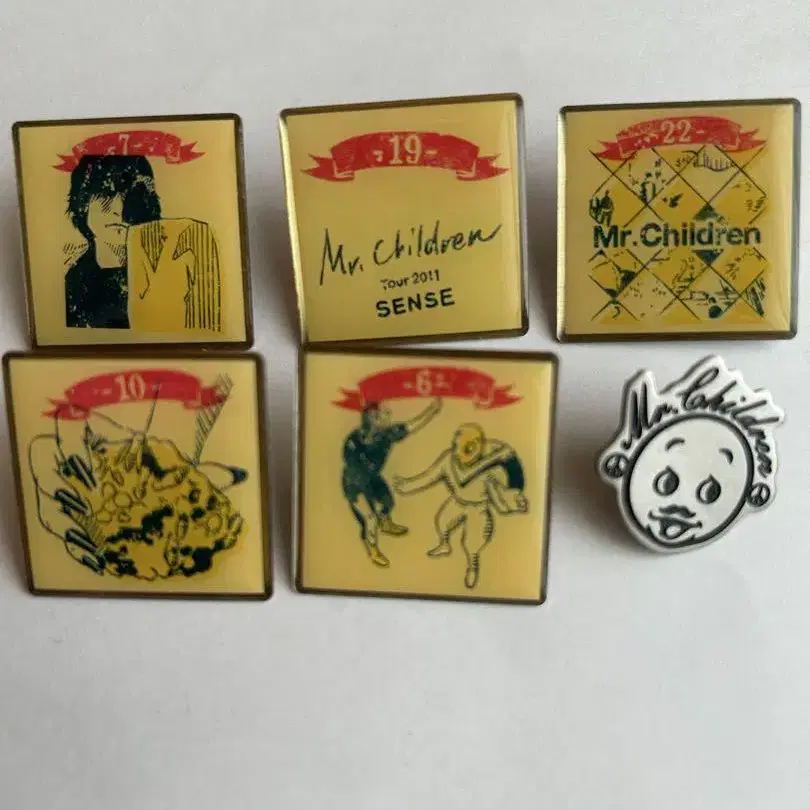 7
-19-
Mr. Children
Tour 2011
SENSE
-22-
Mr.Children
-10-
-6-
Mr. Children